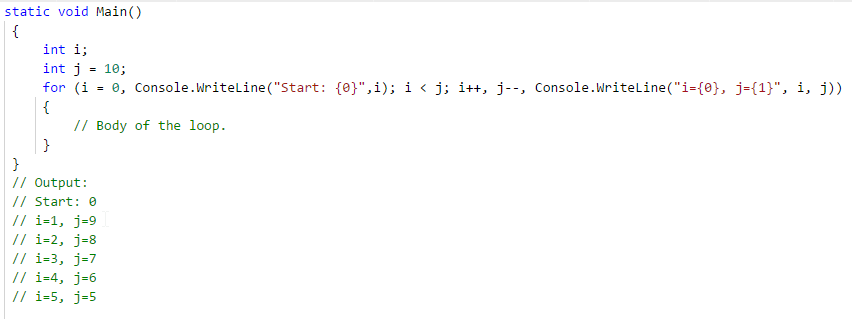 static void Main()
{
int i;
int j = 10;
for (i = 0, Console.WriteLine("Start: {0}",i); i < j; i++, j--, Console.WriteLine("i={0}, j={1}", i, j))
{
// Body of the loop.
}
}
// Output:
// Start: 0
// i=1, j=9
// i=2, j=8
// i=3, j=7
// i=4, j=6
// i=5, j=5